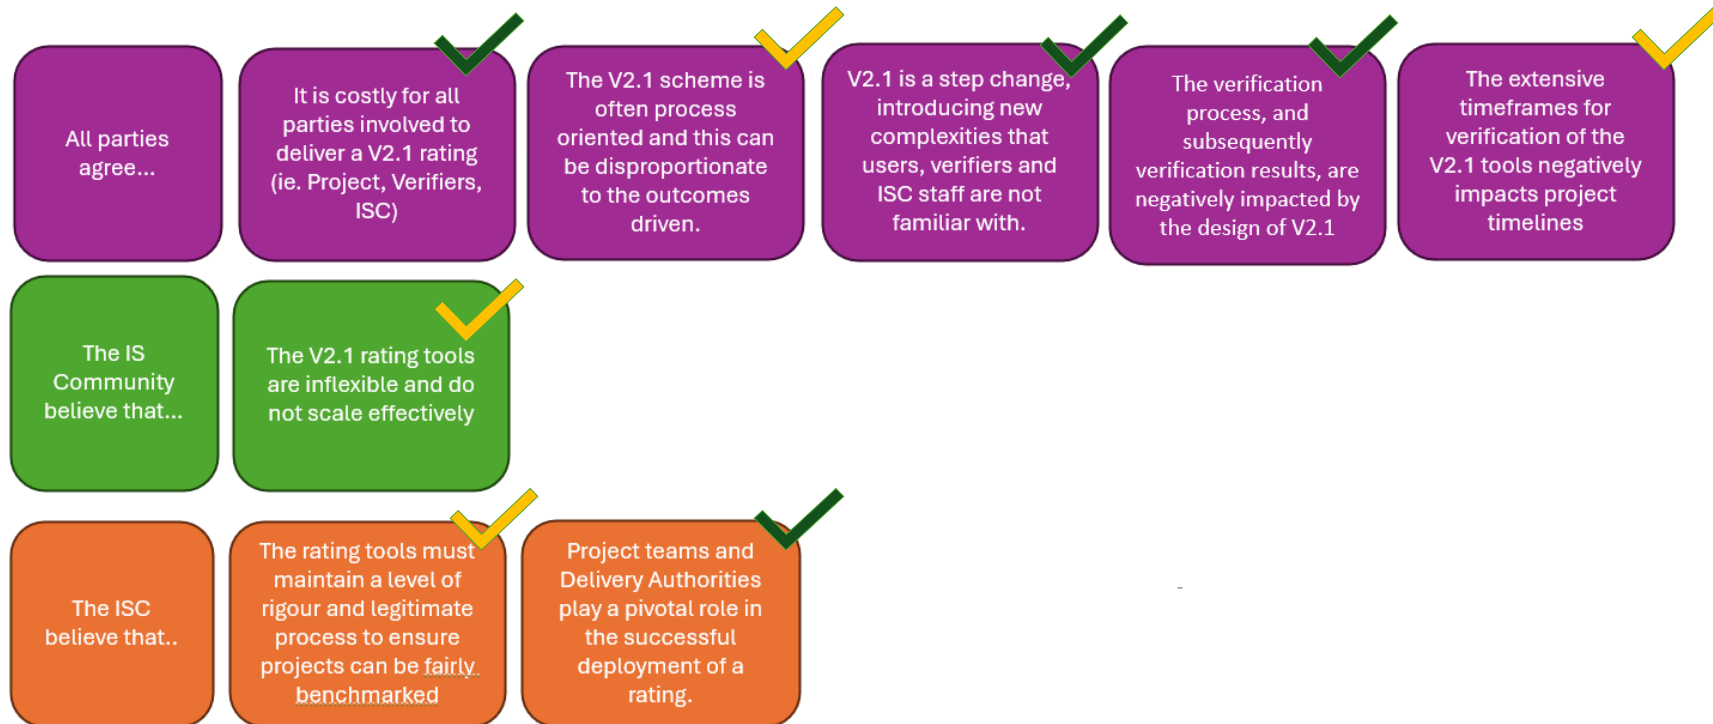 All parties
agree...
It is costly for all
parties involved to
deliver a V2.1 rating
(ie. Project, Verifiers,
ISC)
The V2.1 scheme is
often process
oriented and this can
be disproportionate
to the outcomes
driven.
V2.1 is a step change,
introducing new
complexities that
users, verifiers and
ISC staff are not
familiar with.
The verification
process, and
subsequently
verification results, are
negatively impacted by
the design of V2.1
The extensive
timeframes for
verification of the
V2.1 tools negatively
impacts project
timelines
The IS
Community
believe that...
The V2.1 rating tools
are inflexible and do
not scale effectively
The ISC
believe that..
The rating tools must
maintain a level of
rigour and legitimate
process to ensure
projects can be fairly
benchmarked
Project teams and
Delivery Authorities
play a pivotal role in
the successful
deployment of a
rating.
-